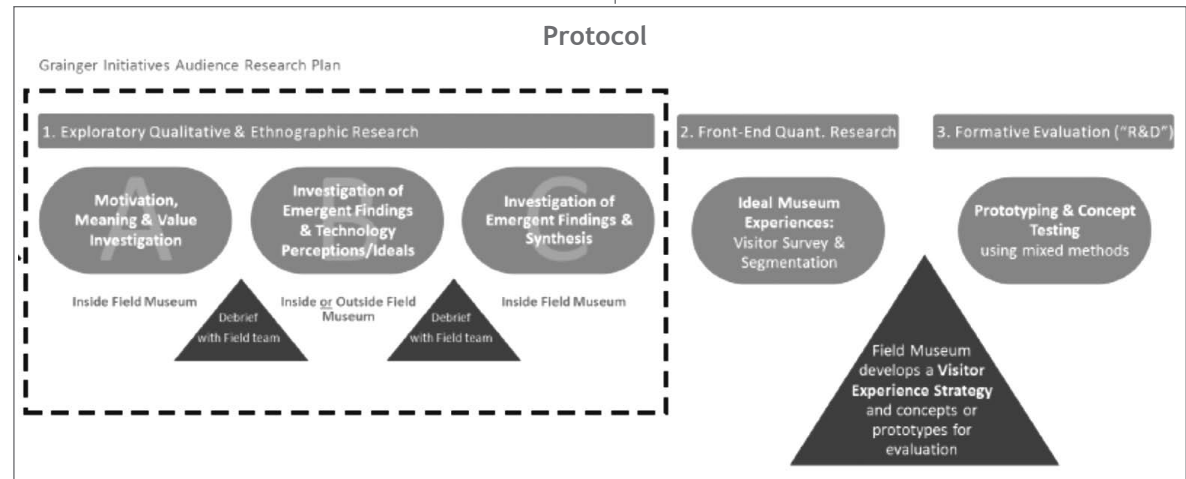 Protocol
Grainger Initiatives Audience Research Plan
1. Exploratory Qualitative & Ethnographic Research
2. Front-End Quant. Research
3. Formative Evaluation ("R&D")
A
Motivation,
Meaning & Value
Investigation
B
Investigation of
Emergent Findings
& Technology
Perceptions/Ideals
C
Investigation of
Emergent Findings &
Synthesis
Ideal Museum
Experiences:
Visitor Survey &
Segmentation
Prototyping & Concept
Testing
using mixed methods
Inside Field Museum
Debrief
with Field team
Inside or Outside Field
Museum
Debrief
with Field team
Inside Field Museum
Field Museum
develops a Visitor
Experience Strategy
and concepts or
prototypes for
evaluation